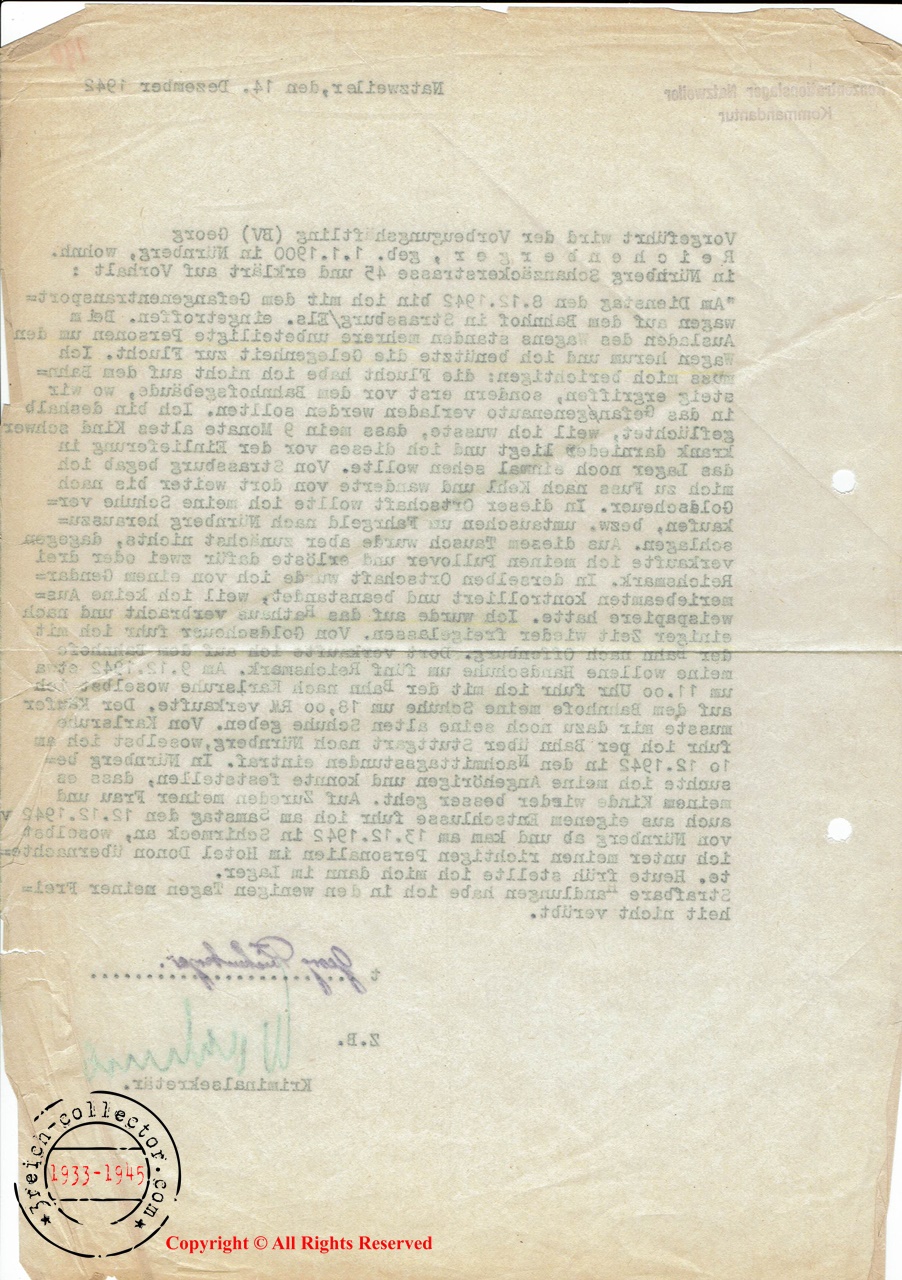 Konzentrationslager Natzweiler
Kommandantur
Natzweiler,den 14. Dezember 1942
Vorgeführt wird der Vorbeugungshäftling (BV) Georg
R e i c h e n b e r g e r , geb. 1.1.1900 in Nürnberg, wohnh.
in Nürnberg Schanzäckerstrasse 45 und erklärt auf Vorhalt :
"Am Dienstag den 8.12.1942 bin ich mit dem Gefangenentransport=
wagen auf dem Bahnhof in Strassburg/Els. eingetroffen. Beim
Ausladen des Wagens standen mehrere unbeteiligte Personen um den
Wagen herum und ich benützte die Gelegenheit zur Flucht. Ich
muss mich berichtigen: die Flucht habe ich nicht auf dem Bahn=
steig ergriffen, sondern erst vor dem Bahnhofsgebäude, wo wir
in das Gefangenenauto verladen werden sollten. Ich bin deshalb
geflüchtet, weil ich wusste, dass mein 9 Monate altes Kind schwer
krank darnieder liegt und ich dieses vor der Einlieferung in
das Lager noch einmal sehen wollte. Von Strassburg begab ich
mich zu Fuss nach Kehl und wanderte von dort weiter bis nach
Goldscheuer. In dieser Ortschaft wollte ich meine Schuhe ver=
kaufen, bezw. umtauschen um Fahrgeld nach Nürnberg herauszu=
schlagen. Aus diesem Tausch wurde aber zunächst nichts, dagegen
verkaufte ich meinen Pullover und erlöste dafür zwei oder drei
Reichsmark. In derselben Ortschaft wurde ich von einem Gendar=
meriebeamten kontrolliert und beanstandet, weil ich keine Aus=
weispapiere hatte. Ich wurde auf das Rathaus verbracht und nach
einiger Zeit wieder freigelassen. Von Goldscheuer fuhr ich mit
der Bahn nach Offenburg. Dort verkaufte ich auf dem Bahnhofe
meine wollene Handschuhe um fünf Reichsmark. Am 9.12.1942 etwa
um 11.oo Uhr fuhr ich mit der Bahn nach Karlsruhe woselbst ich
auf dem Bahnhofe meine Schuhe um 18,oo RM verkaufte. Der Käufer
musste mir dazu noch seine alten Schuhe geben. Von Karlsruhe
fuhr ich per Bahn über Stuttgart nach Nürnberg,woselbst ich am
1o 12.1942 in den Nachmittagsstunden eintraf. In Nürnberg be=
suchte ich meine Angehörigen und konnte feststellen, dass es
meinem Kinde wieder besser geht. Auf Zureden meiner Frau und
auch aus eigenem Entschlusse fuhr ich am Samstag den 12.12.1942 v
von Nürnberg ab und kam am 13.12.1942 in Schirmeck an, woselbst
ich unter meinen richtigen Personalien im Hotel Donon übernachte=
te. Heute früh stellte ich mich dann im Lager.
Strafbare Handlungen habe ich in den wenigen Tagen meiner Frei=
heit nicht verübt.
t Georg Reichenberger.
Z.B.
Kriminalsekretär.
3reich-collector.com
1933-1945
Copyright © All Rights Reserved